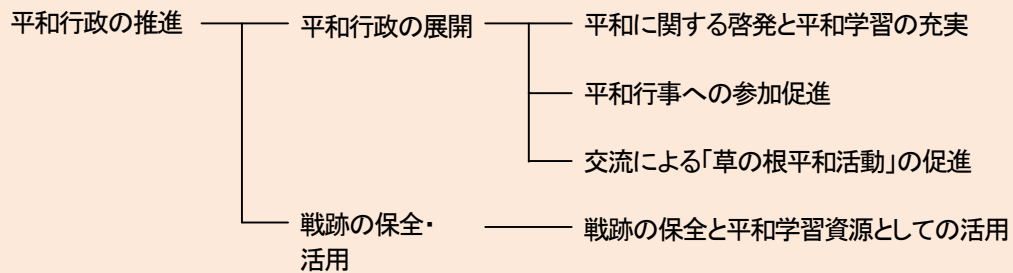 平和行政の推進
平和行政の展開
平和に関する啓発と平和学習の充実
平和行事への参加促進
交流による「草の根平和活動」の促進
戦跡の保全・
活用
戦跡の保全と平和学習資源としての活用